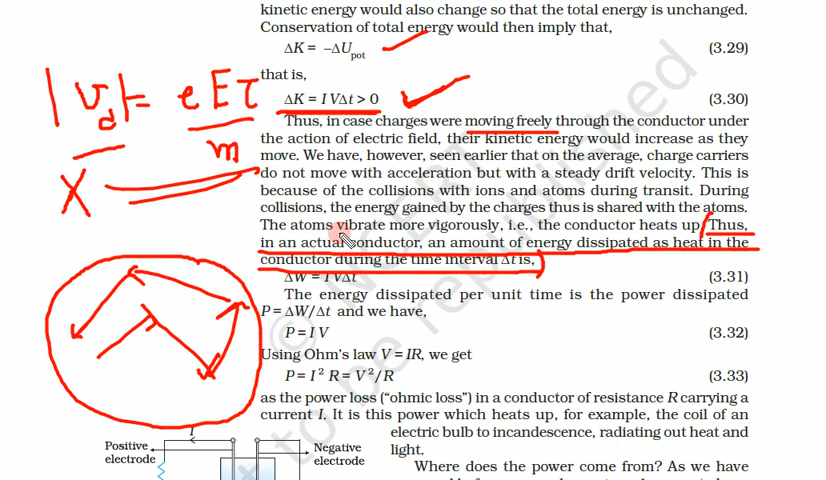 kinetic energy would also change so that the total energy is unchanged.
Conservation of total energy would then imply that,
ΔK = –ΔU_pot (3.29)
that is,
ΔK = I VΔt > 0 (3.30)
|v_d| = eEτ
m
X
Thus, in case charges were moving freely through the conductor under
the action of electric field, their kinetic energy would increase as they
move. We have, however, seen earlier that on the average, charge carriers
do not move with acceleration but with a steady drift velocity. This is
because of the collisions with ions and atoms during transit. During
collisions, the energy gained by the charges thus is shared with the atoms.
The atoms vibrate more vigorously, i.e., the conductor heats up. Thus,
in an actual conductor, an amount of energy dissipated as heat in the
conductor during the time interval Δt is,
ΔW = I VΔt (3.31)
The energy dissipated per unit time is the power dissipated
P = ΔW/Δt and we have,
P = I V (3.32)
Using Ohm's law V = IR, we get
P = I² R = V²/R (3.33)
as the power loss ("ohmic loss") in a conductor of resistance R carrying a
current I. It is this power which heats up, for example, the coil of an
electric bulb to incandescence, radiating out heat and
light.
Where does the power come from? As we have
I
Positive
electrode
Negative
electrode
© NCERT
not to be republished